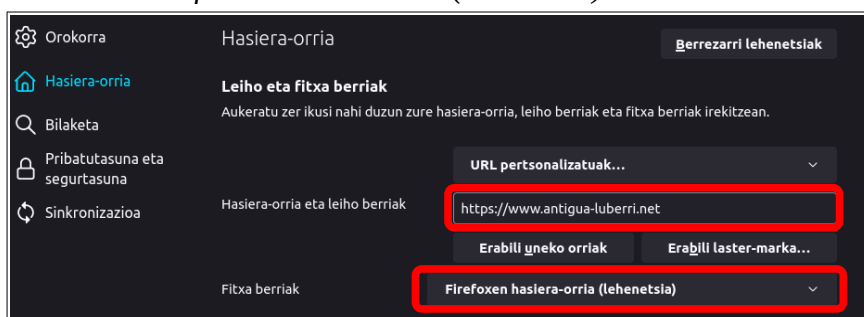 Orokorra
Hasiera-orria
Bilaketa
Pribatutasuna eta
segurtasuna
Sinkronizazioa
Hasiera-orria
Berrezarri lehenetsiak
Leiho eta fitxa berriak
Aukeratu zer ikusi nahi duzun zure hasiera-orria, leiho berriak eta fitxa berriak irekitzean.
URL pertsonalizatuak...
Hasiera-orria eta leiho berriak
https://www.antigua-luberri.net
Erabili uneko orriak
Erabili laster-marka...
Fitxa berriak
Firefoxen hasiera-orria (lehenetsia)